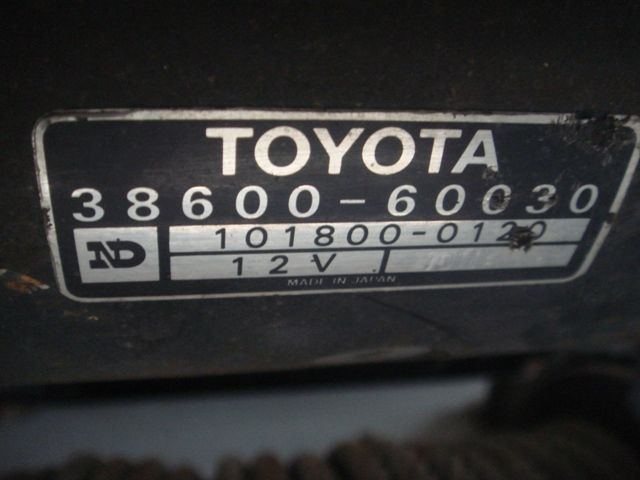 TOYOTA
38600-60030
ND
101800-0120
12V
MADE IN JAPAN